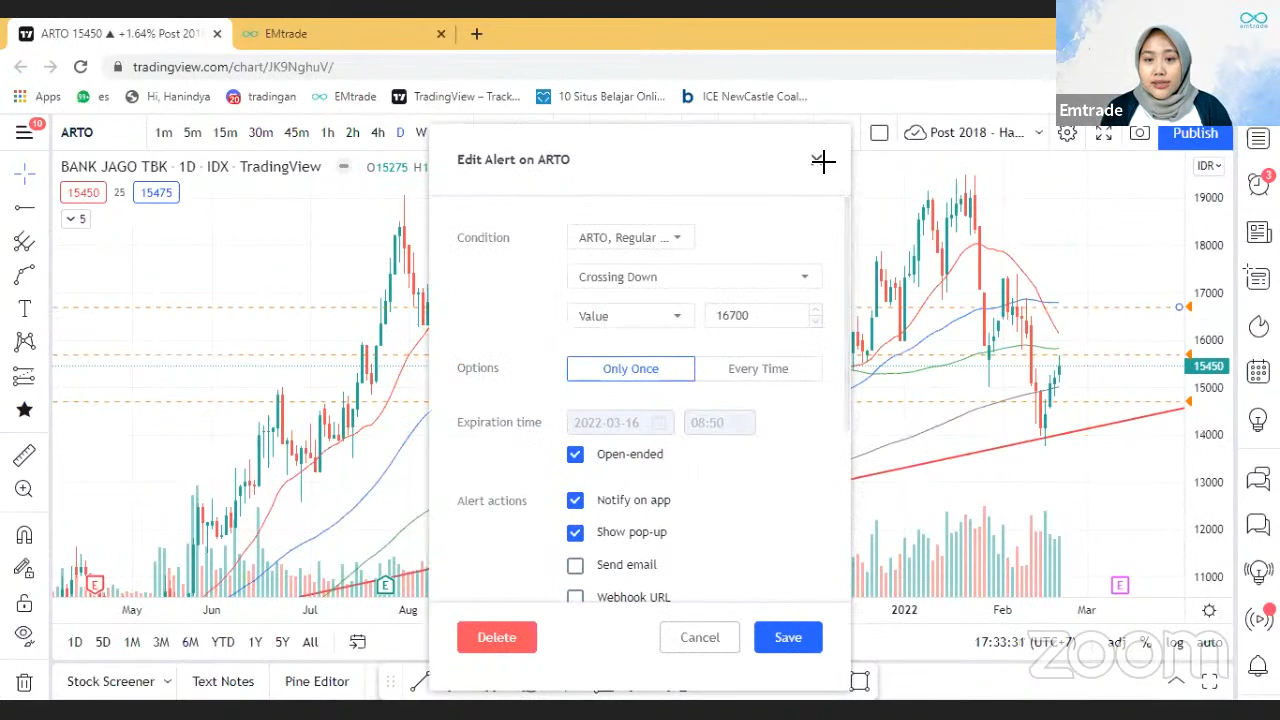 ARTO 15450 ▲ +1.64% Post 201
EMtrade
emtrade
tradingview.com/chart/JK9NghuV/
Apps
99+
es
Hi, Hanindya
20
tradingan
EMtrade
TradingView – Track...
10 Situs Belajar Onli...
ICE NewCastle Coal...
Emtrade
10
ARTO
1m
5m
15m
30m
45m
1h
2h
4h
D
W
Post 2018 - Ha...
Publish
BANK JAGO TBK · 1D · IDX · TradingView
O15275
H1
IDR
15450
25
15475
5
Edit Alert on ARTO
Condition
ARTO, Regular ...
Crossing Down
Value
16700
Options
Only Once
Every Time
Expiration time
2022-03-16
08:50
Open-ended
Alert actions
Notify on app
Show pop-up
Send email
Webhook URL
Delete
Cancel
Save
19000
18000
17000
16000
15450
15000
14000
13000
12000
11000
3
E
E
E
May
Jun
Jul
Aug
2022
Feb
Mar
1D
5D
1M
3M
6M
YTD
1Y
5Y
All
17:33:31 (UTC+7)
adj
%
log
auto
zoom
Stock Screener
Text Notes
Pine Editor